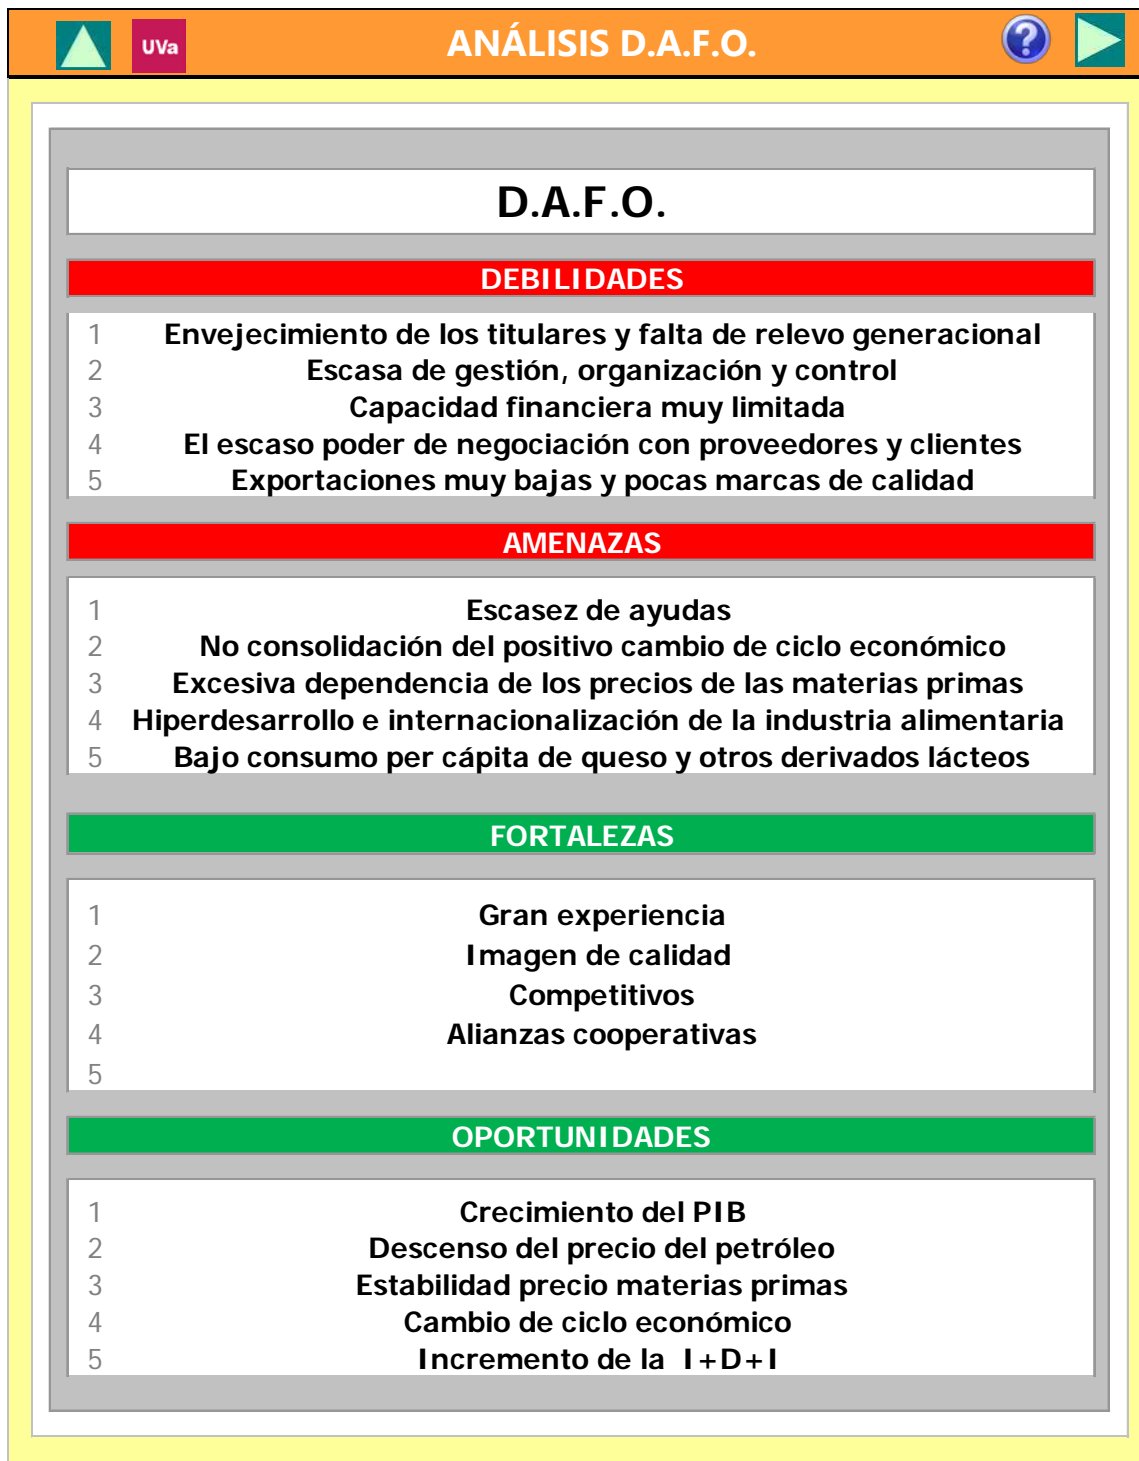 UVa
ANÁLISIS D.A.F.O.
?
D.A.F.O.
DEBILIDADES
1 Envejecimiento de los titulares y falta de relevo generacional
2 Escasa de gestión, organización y control
3 Capacidad financiera muy limitada
4 El escaso poder de negociación con proveedores y clientes
5 Exportaciones muy bajas y pocas marcas de calidad
AMENAZAS
1 Escasez de ayudas
2 No consolidación del positivo cambio de ciclo económico
3 Excesiva dependencia de los precios de las materias primas
4 Hiperdesarrollo e internacionalización de la industria alimentaria
5 Bajo consumo per cápita de queso y otros derivados lácteos
FORTALEZAS
1 Gran experiencia
2 Imagen de calidad
3 Competitivos
4 Alianzas cooperativas
5
OPORTUNIDADES
1 Crecimiento del PIB
2 Descenso del precio del petróleo
3 Estabilidad precio materias primas
4 Cambio de ciclo económico
5 Incremento de la I+D+I